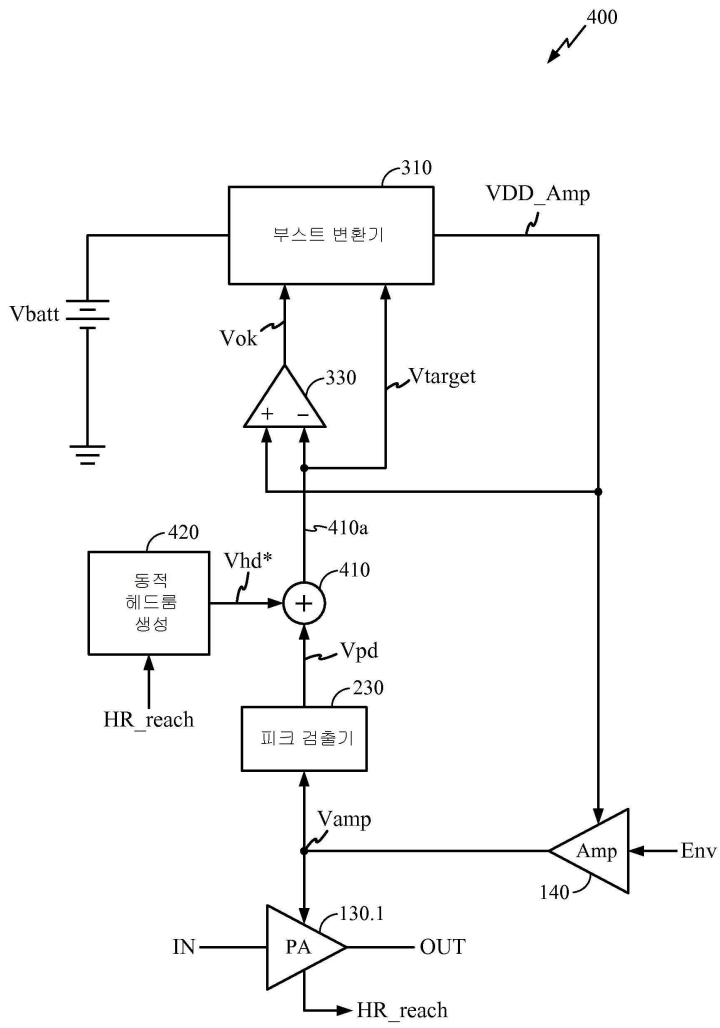 400
310
VDD_Amp
부스트 변환기
Vbatt
Vok
330
Vtarget
+
−
410a
420
Vhd*
410
동적
헤드룸
생성
+
Vpd
HR_reach
230
피크 검출기
Vamp
Amp
Env
140
130.1
IN
PA
OUT
HR_reach